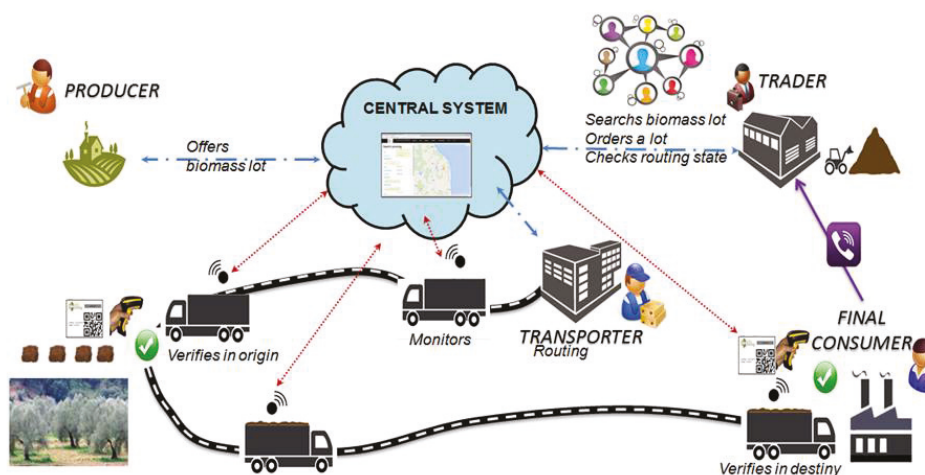 PRODUCER
CENTRAL SYSTEM
TRADER
Offers
biomass lot
Searchs biomass lot
Orders a lot
Checks routing state
Verifies in origin
Monitors
TRANSPORTER
Routing
FINAL
CONSUMER
Verifies in destiny